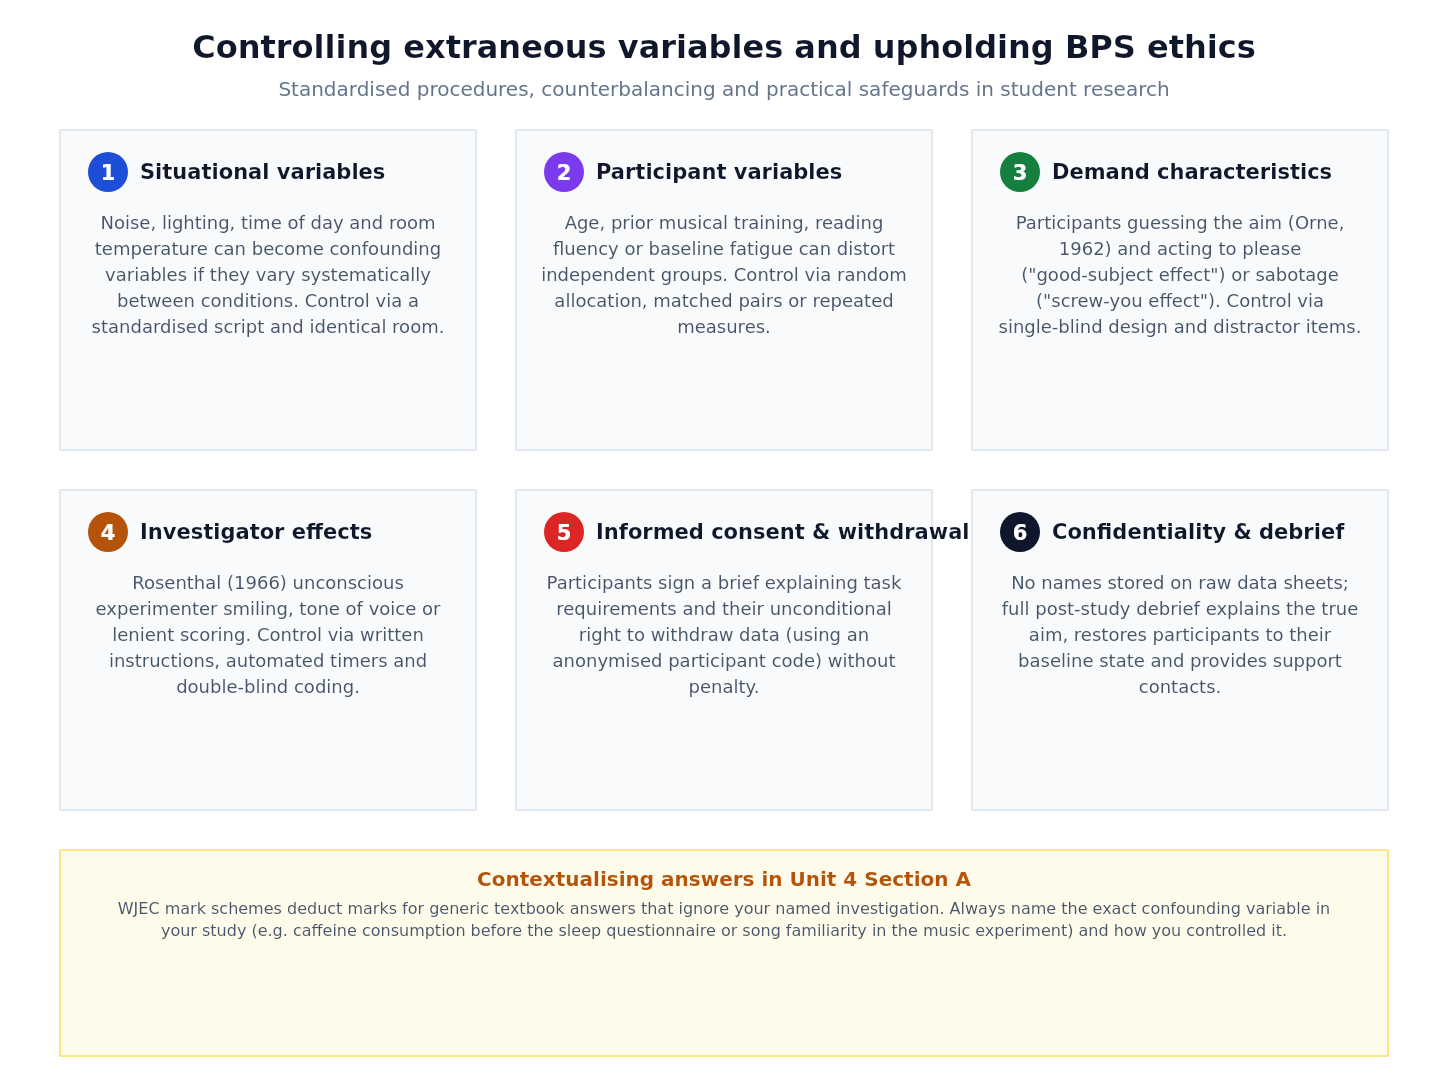 Controlling extraneous variables and upholding BPS ethics
Standardised procedures, counterbalancing and practical safeguards in student research
1 Situational variables
Noise, lighting, time of day and room
temperature can become confounding
variables if they vary systematically
between conditions. Control via a
standardised script and identical room.
2 Participant variables
Age, prior musical training, reading
fluency or baseline fatigue can distort
independent groups. Control via random
allocation, matched pairs or repeated
measures.
3 Demand characteristics
Participants guessing the aim (Orne,
1962) and acting to please
("good-subject effect") or sabotage
("screw-you effect"). Control via
single-blind design and distractor items.
4 Investigator effects
Rosenthal (1966) unconscious
experimenter smiling, tone of voice or
lenient scoring. Control via written
instructions, automated timers and
double-blind coding.
5 Informed consent & withdrawal
Participants sign a brief explaining task
requirements and their unconditional
right to withdraw data (using an
anonymised participant code) without
penalty.
6 Confidentiality & debrief
No names stored on raw data sheets;
full post-study debrief explains the true
aim, restores participants to their
baseline state and provides support
contacts.
Contextualising answers in Unit 4 Section A
WJEC mark schemes deduct marks for generic textbook answers that ignore your named investigation. Always name the exact confounding variable in
your study (e.g. caffeine consumption before the sleep questionnaire or song familiarity in the music experiment) and how you controlled it.